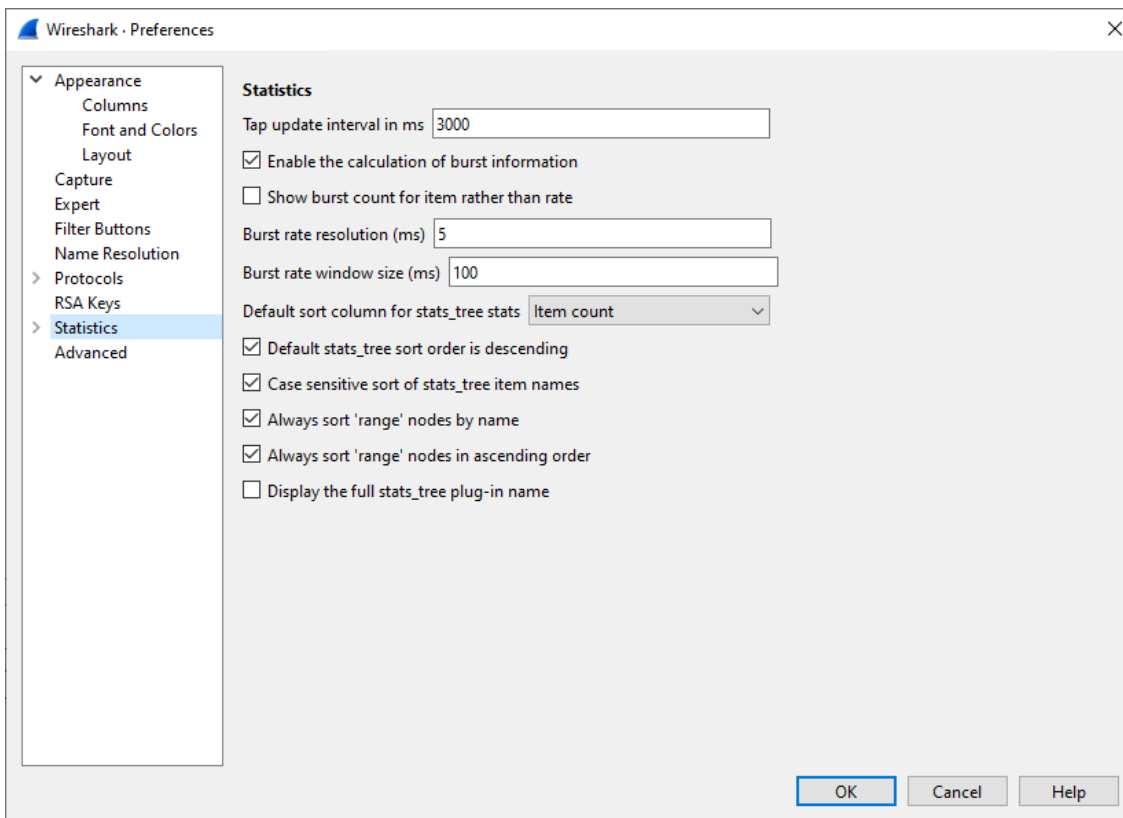 Wireshark · Preferences
Appearance
Columns
Font and Colors
Layout
Capture
Expert
Filter Buttons
Name Resolution
Protocols
RSA Keys
Statistics
Advanced
Statistics
Tap update interval in ms 3000
Enable the calculation of burst information
Show burst count for item rather than rate
Burst rate resolution (ms) 5
Burst rate window size (ms) 100
Default sort column for stats_tree stats Item count
Default stats_tree sort order is descending
Case sensitive sort of stats_tree item names
Always sort 'range' nodes by name
Always sort 'range' nodes in ascending order
Display the full stats_tree plug-in name
OK Cancel Help